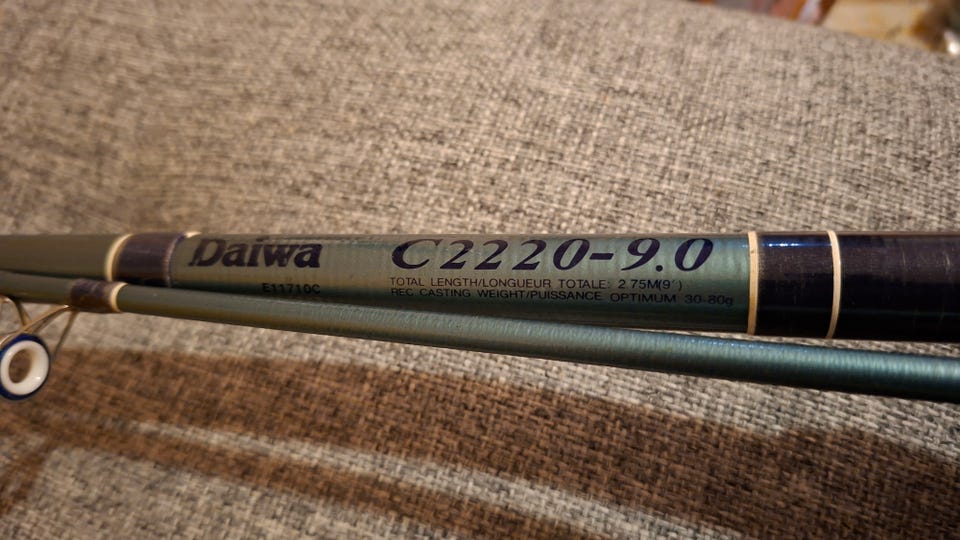 Daiwa C2220-9.0
E11710C
TOTAL LENGTH/LONGUEUR TOTALE: 2.75M(9')
REC CASTING WEIGHT/PUISSANCE OPTIMUM 30-80g